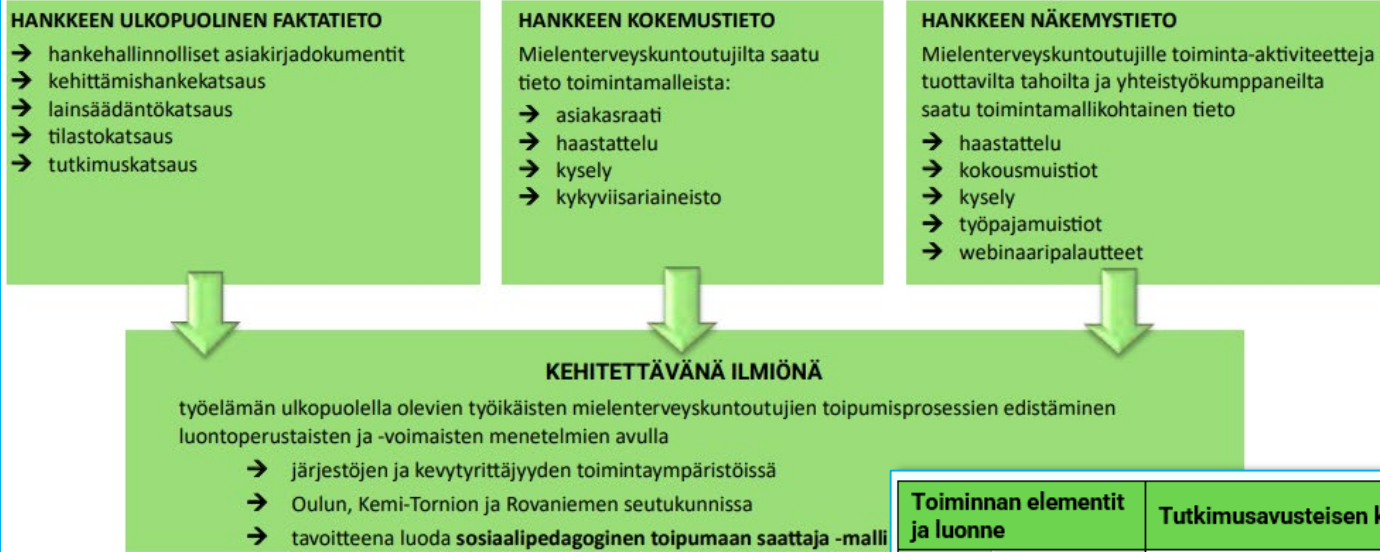 HANKKEEN ULKOPUOLINEN FAKTATIETO
➔ hankehallinnolliset asiakirjadokumentit
➔ kehittämishankekatsaus
➔ lainsäädäntökatsaus
➔ tilastokatsaus
➔ tutkimuskatsaus
HANKKEEN KOKEMUSTIETO
Mielenterveyskuntoutujilta saatu
tieto toimintamalleista:
➔ asiakasraati
➔ haastattelu
➔ kysely
➔ kykyviisariaineisto
HANKKEEN NÄKEMYSTIETO
Mielenterveyskuntoutujille toiminta-aktiviteetteja
tuottavilta tahoilta ja yhteistyökumppaneilta
saatu toimintamallikohtainen tieto
➔ haastattelu
➔ kokousmuistiot
➔ kysely
➔ työpajamuistiot
➔ webinaaripalautteet
KEHITETTÄVÄNÄ ILMIÖNÄ
työelämän ulkopuolella olevien työikäisten mielenterveyskuntoutujien toipumisprosessien edistäminen
luontoperustaisten ja -voimaisten menetelmien avulla
➔ järjestöjen ja kevytyrittäjyyden toimintaympäristöissä
➔ Oulun, Kemi-Tornion ja Rovaniemen seutukunnissa
➔ tavoitteena luoda sosiaalipedagoginen toipumaan saattaja -malli
Toiminnan elementit
ja luonne
Tutkimusavusteisen